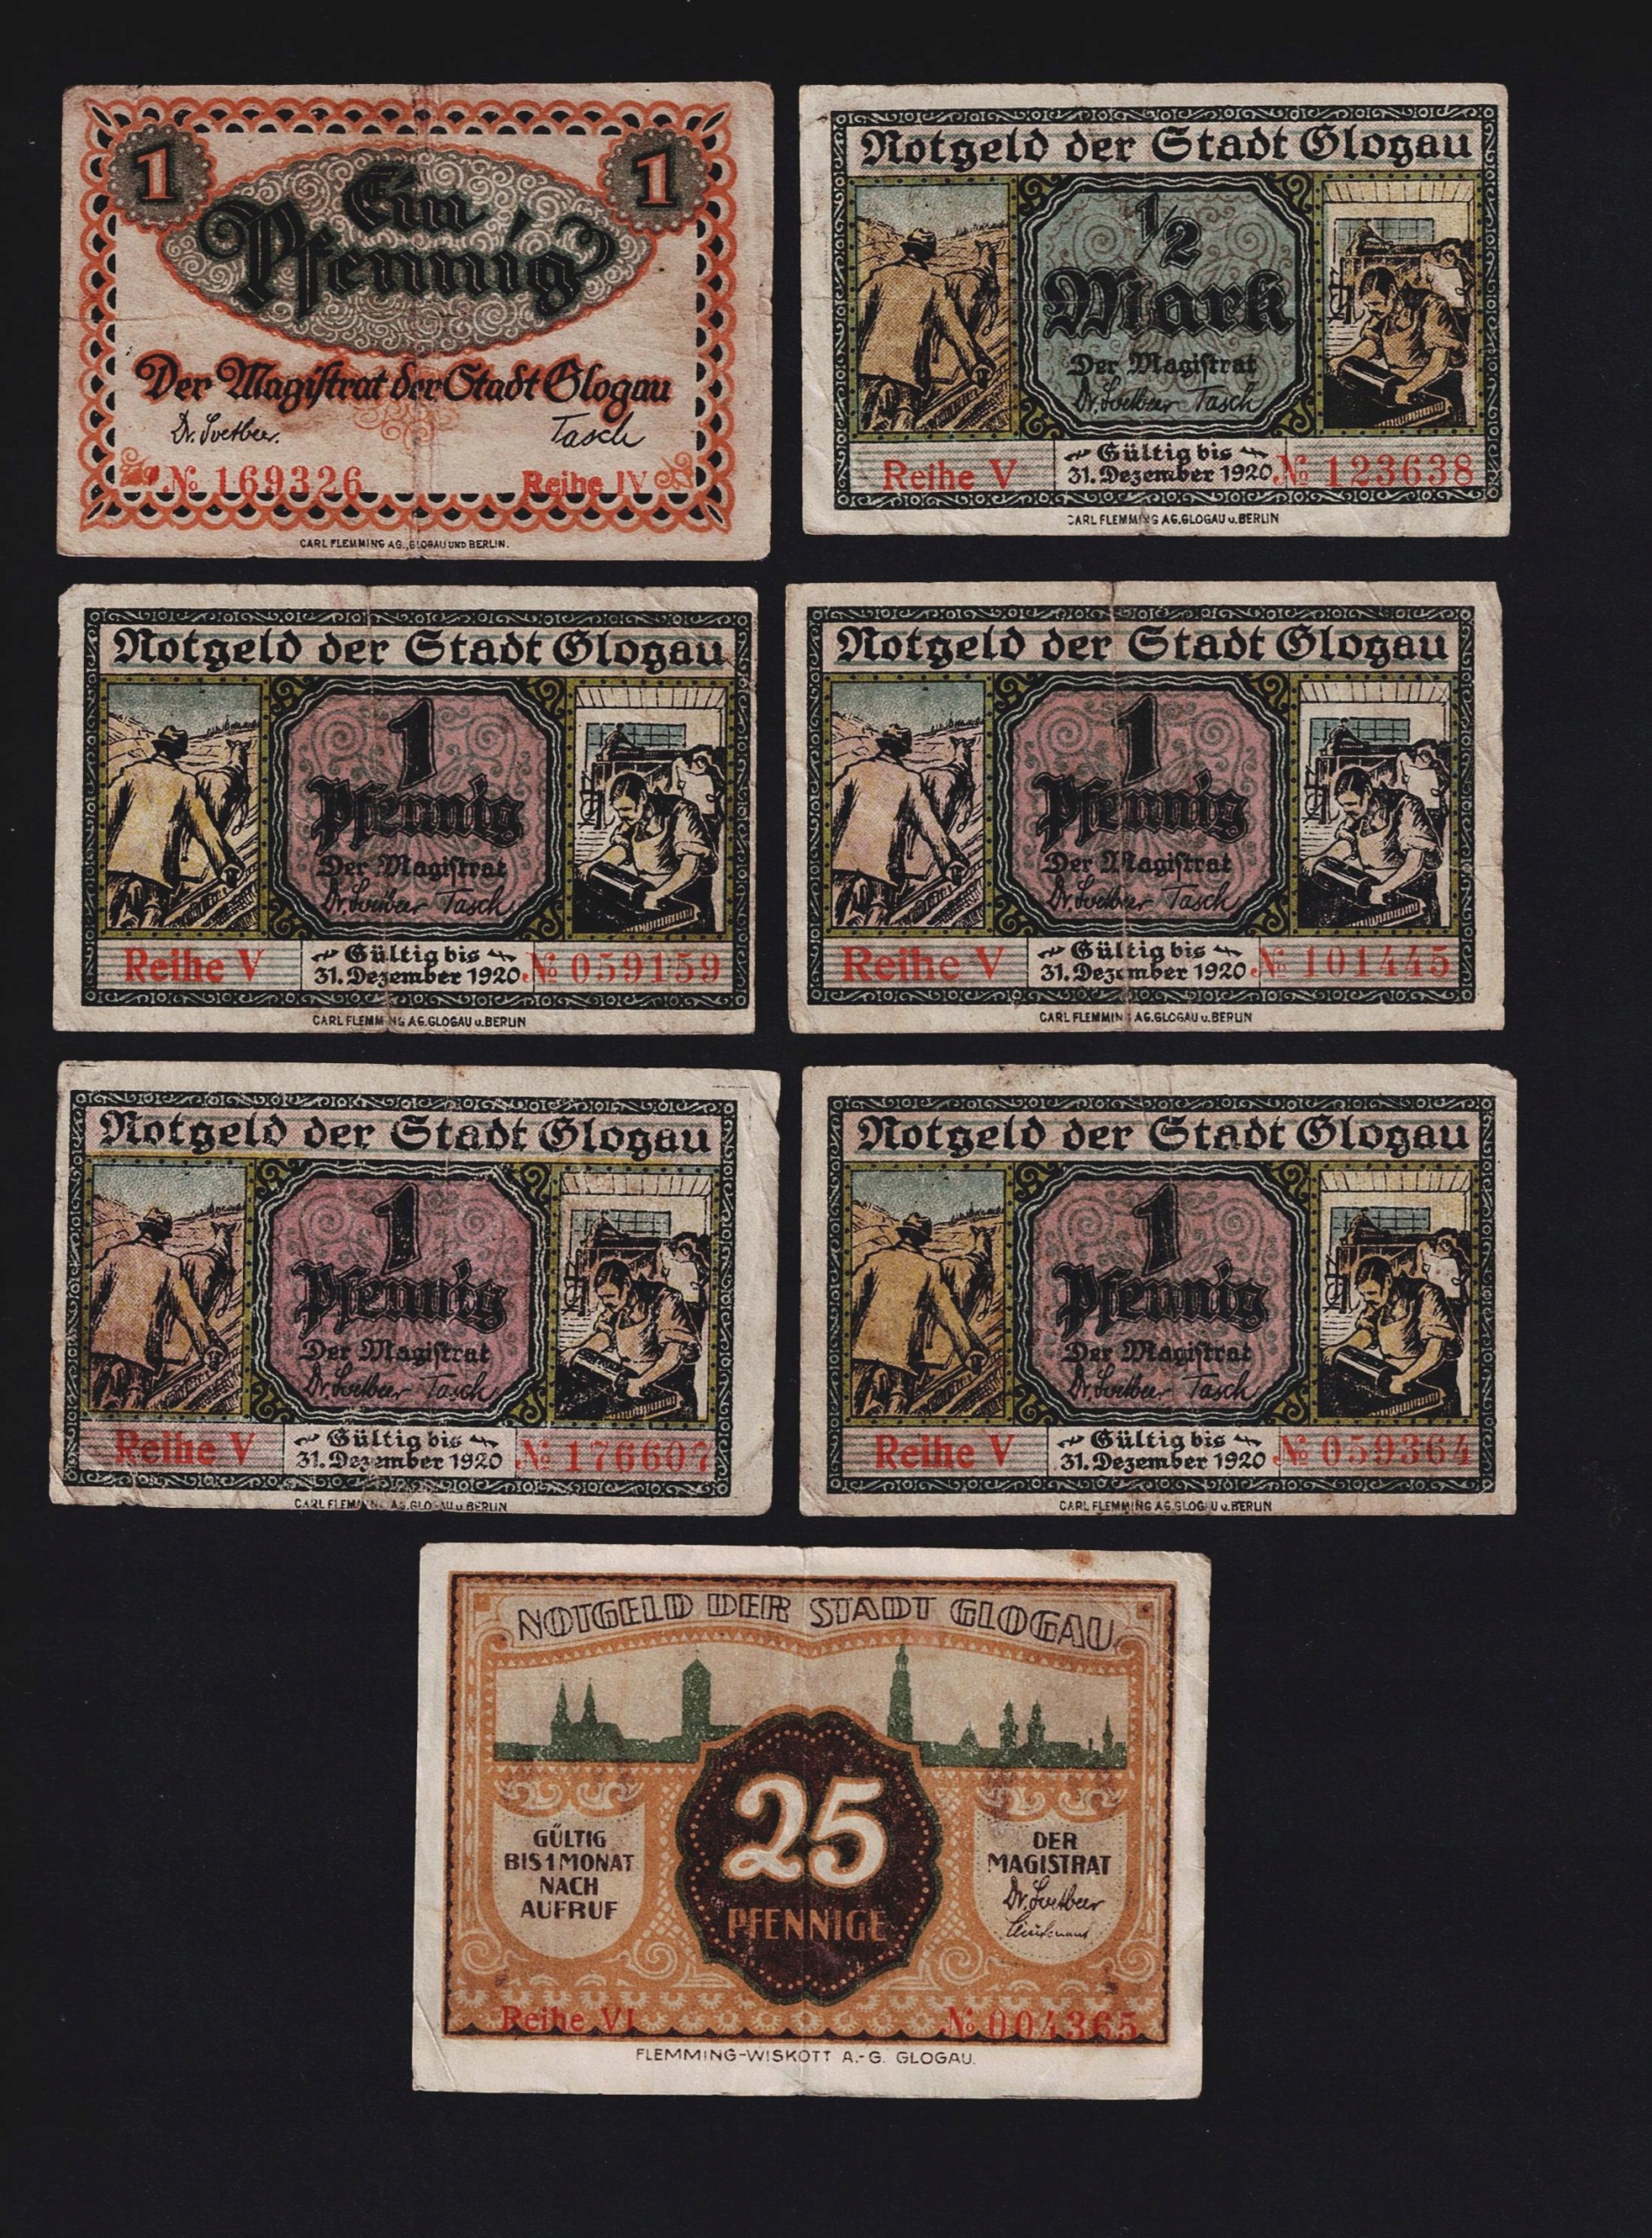 1 1
Ein
Pfennig
Der Magistrat der Stadt Glogau
Dr. Soetbeer. Tasch
№ 169326 Reihe IV
CARL FLEMMING AG., GLOGAU UND BERLIN.
Notgeld der Stadt Glogau
1/2
Mark
Der Magistrat
Dr. Soetbeer Tasch
Reihe V Gültig bis
31. Dezember 1920 № 123638
CARL FLEMMING AG. GLOGAU u. BERLIN
Notgeld der Stadt Glogau
1
Pfennig
Der Magistrat
Dr. Soetbeer Tasch
Reihe V Gültig bis
31. Dezember 1920 № 059159
CARL FLEMMING AG. GLOGAU u. BERLIN
Notgeld der Stadt Glogau
1
Pfennig
Der Magistrat
Dr. Soetbeer Tasch
Reihe V Gültig bis
31. Dezember 1920 № 101445
CARL FLEMMING AG. GLOGAU u. BERLIN
Notgeld der Stadt Glogau
1
Pfennig
Der Magistrat
Dr. Soetbeer Tasch
Reihe V Gültig bis
31. Dezember 1920 № 176607
CARL FLEMMING AG. GLOGAU u. BERLIN
Notgeld der Stadt Glogau
1
Pfennig
Der Magistrat
Dr. Soetbeer Tasch
Reihe V Gültig bis
31. Dezember 1920 № 059364
CARL FLEMMING AG. GLOGAU u. BERLIN
NOTGELD DER STADT GLOGAU
25
PFENNIGE
GÜLTIG
BIS 1 MONAT
NACH
AUFRUF
DER
MAGISTRAT
Dr. Soetbeer
Reihe VI № 004365
FLEMMING-WISKOTT A.-G. GLOGAU.